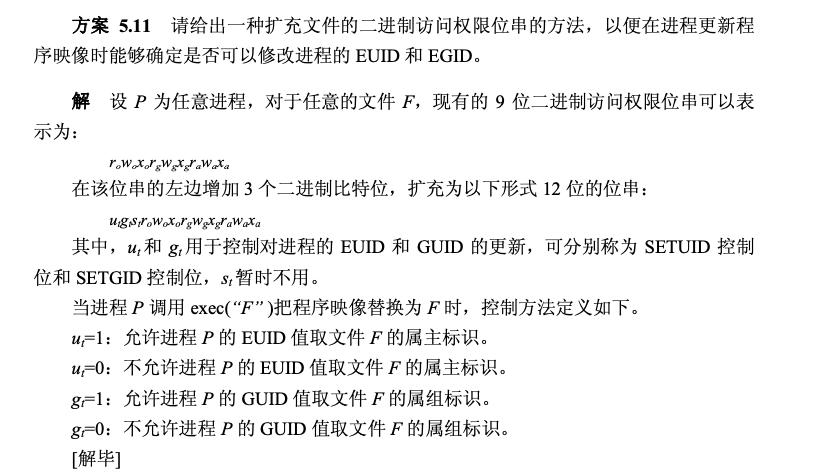 方案 5.11 请给出一种扩充文件的二进制访问权限位串的方法，以便在进程更新程
序映像时能够确定是否可以修改进程的 EUID 和 EGID。
解 设 P 为任意进程，对于任意的文件 F，现有的 9 位二进制访问权限位串可以表
示为：
rₒwₒxₒr_gw_gx_grₐwₐxₐ
在该位串的左边增加 3 个二进制比特位，扩充为以下形式 12 位的位串：
uₜgₜsₜrₒwₒxₒr_gw_gx_grₐwₐxₐ
其中，uₜ和 gₜ用于控制对进程的 EUID 和 GUID 的更新，可分别称为 SETUID 控制
位和 SETGID 控制位，sₜ暂时不用。
当进程 P 调用 exec(“F”)把程序映像替换为 F 时，控制方法定义如下。
uₜ=1：允许进程 P 的 EUID 值取文件 F 的属主标识。
uₜ=0：不允许进程 P 的 EUID 值取文件 F 的属主标识。
gₜ=1：允许进程 P 的 GUID 值取文件 F 的属组标识。
gₜ=0：不允许进程 P 的 GUID 值取文件 F 的属组标识。
[解毕]